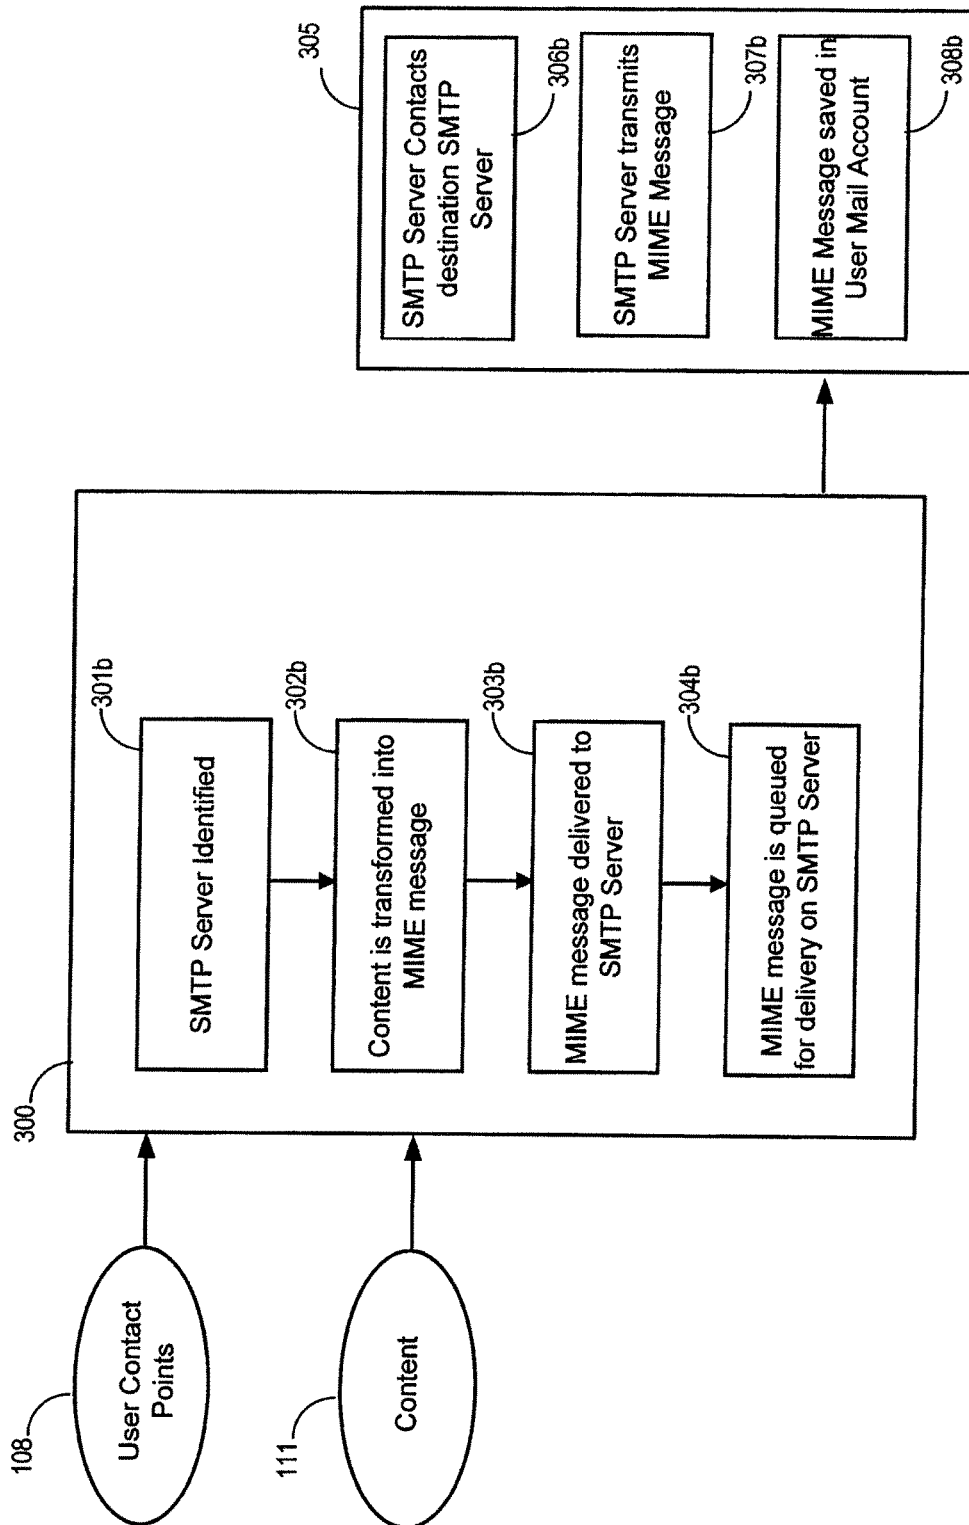 108
User Contact
Points
111
Content
300
301b
SMTP Server Identified
302b
Content is transformed into
MIME message
303b
MIME message delivered to
SMTP Server
304b
MIME message is queued
for delivery on SMTP Server
305
SMTP Server Contacts
destination SMTP
Server
306b
SMTP Server transmits
MIME Message
307b
MIME Message saved in
User Mail Account
308b